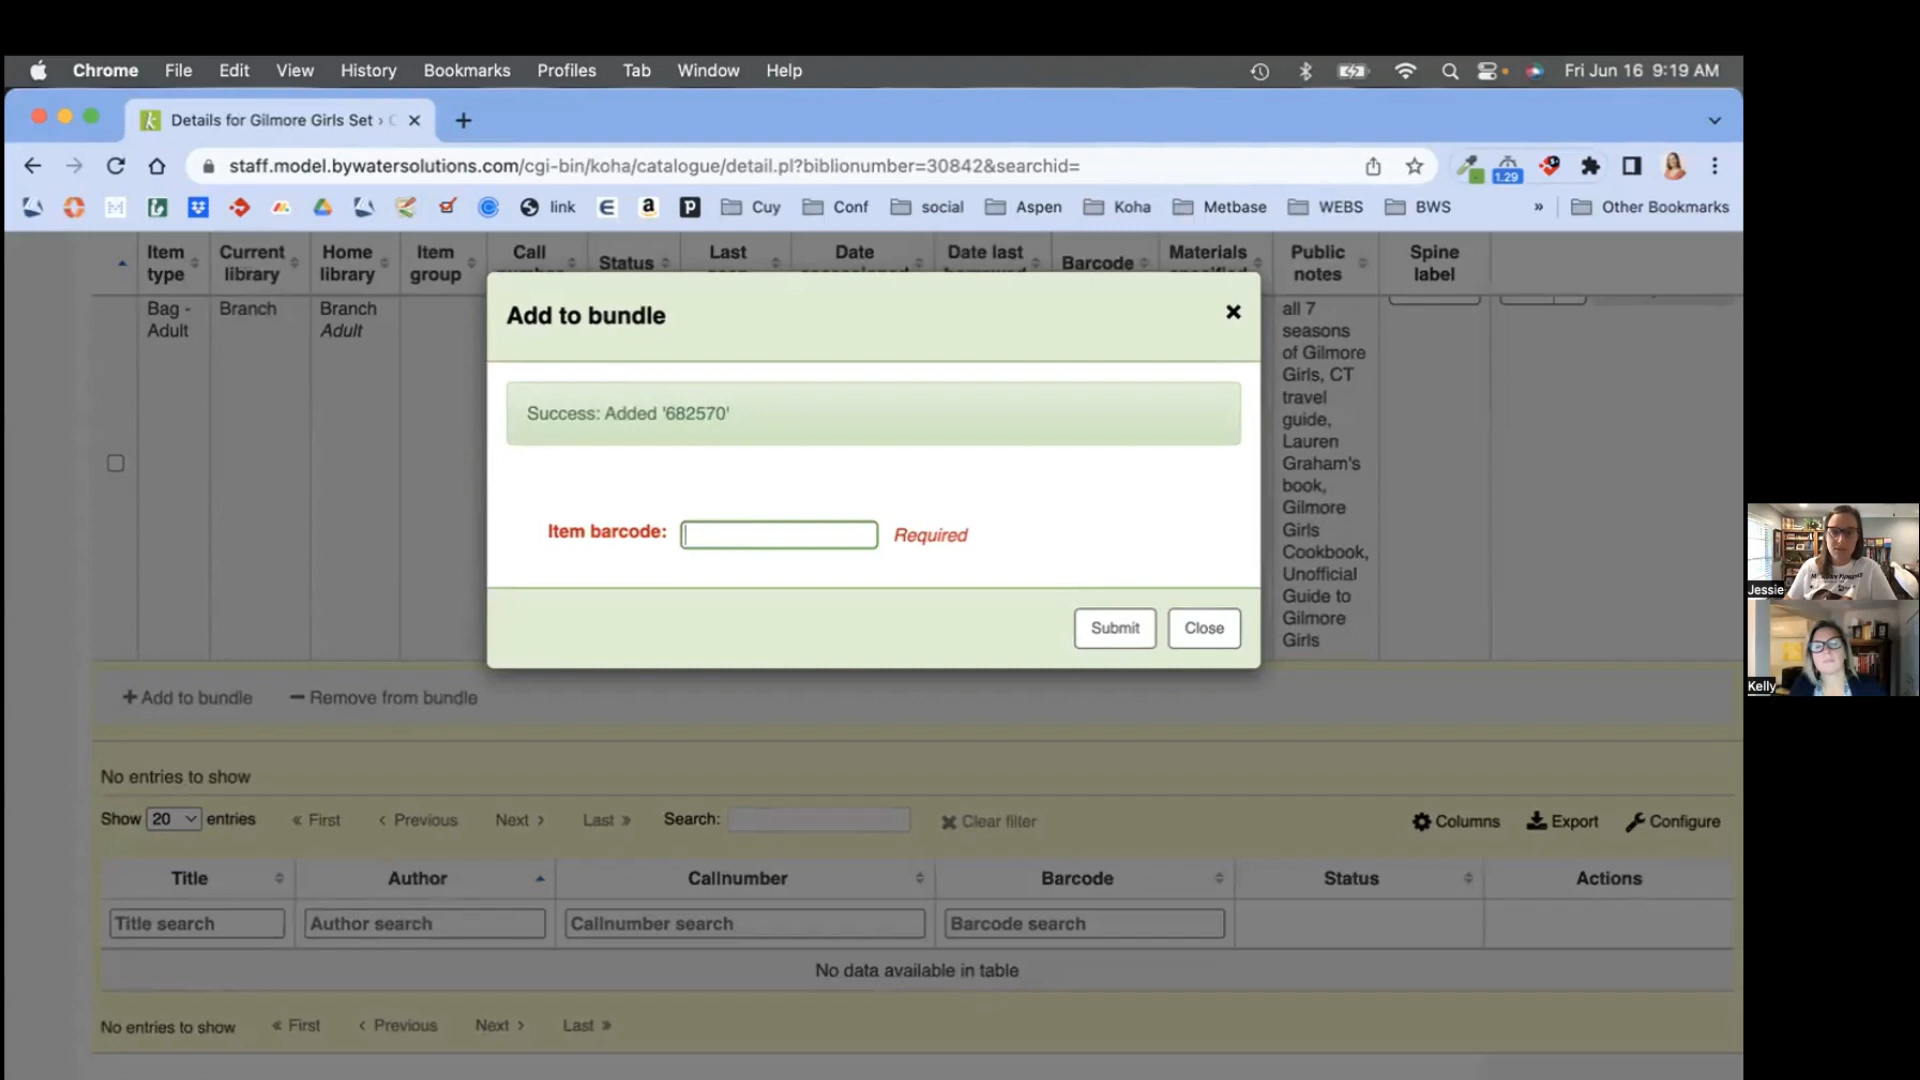 Chrome File Edit View History Bookmarks Profiles Tab Window Help Fri Jun 16 9:19 AM
Details for Gilmore Girls Set › C
staff.model.bywatersolutions.com/cgi-bin/koha/catalogue/detail.pl?biblionumber=30842&searchid=
1.29
link Cuy Conf social Aspen Koha Metbase WEBS BWS » Other Bookmarks
Item type
Current library
Home library
Item group
Call
Status
Last
Date
Date last
Barcode
Materials
Public notes
Spine label
Bag - Adult
Branch
Branch
Adult
all 7
seasons
of Gilmore
Girls, CT
travel
guide,
Lauren
Graham's
book,
Gilmore
Girls
Cookbook,
Unofficial
Guide to
Gilmore
Girls
Add to bundle
Success: Added '682570'
Item barcode: Required
Submit Close
Jessie
Kelly
Add to bundle Remove from bundle
No entries to show
Show 20 entries « First ‹ Previous Next › Last » Search: Clear filter Columns Export Configure
Title Author Callnumber Barcode Status Actions
Title search Author search Callnumber search Barcode search
No data available in table
No entries to show « First ‹ Previous Next › Last »